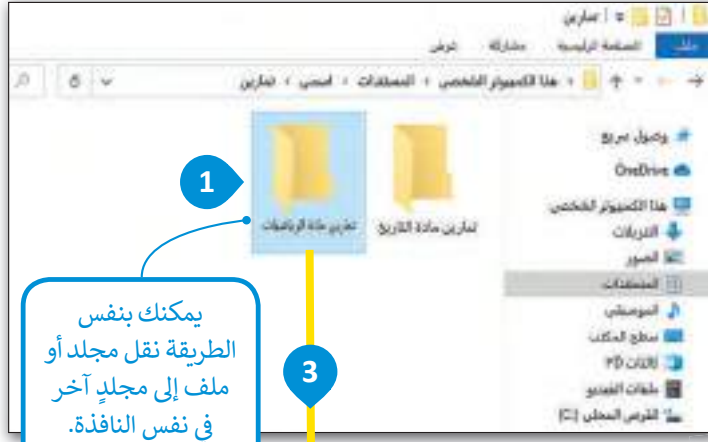 تمارين
ملف الصفحة الرئيسية مشاركة عرض
هذا الكمبيوتر الشخصي › المستندات › اسمي › تمارين
وصول سريع
OneDrive
هذا الكمبيوتر الشخصي
التنزيلات
الصور
المستندات
الموسيقى
سطح المكتب
كائنات 3D
ملفات الفيديو
القرص المحلي (C:)
تمارين مادة التاريخ
تمارين مادة الرياضيات
1
يمكنك بنفس
الطريقة نقل مجلد أو
ملف إلى مجلدٍ آخر
في نفس النافذة.
3